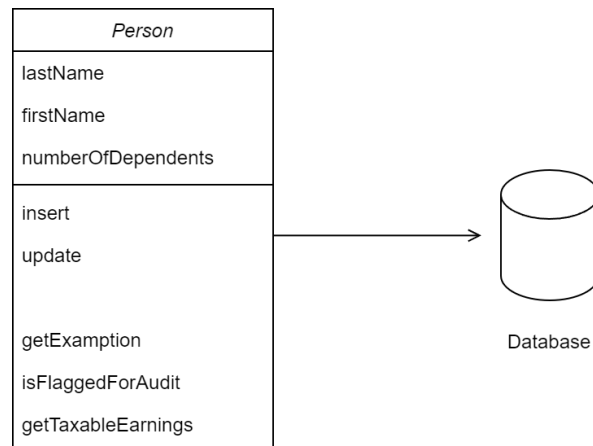 Person
lastName
firstName
numberOfDependents
insert
update
getExamption
isFlaggedForAudit
getTaxableEarnings
Database